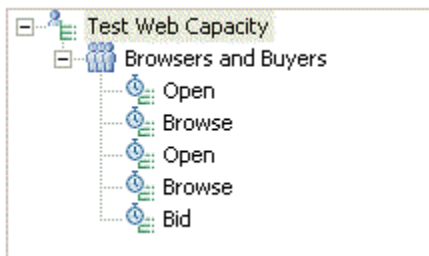 Test Web Capacity
Browsers and Buyers
Open
Browse
Open
Browse
Bid